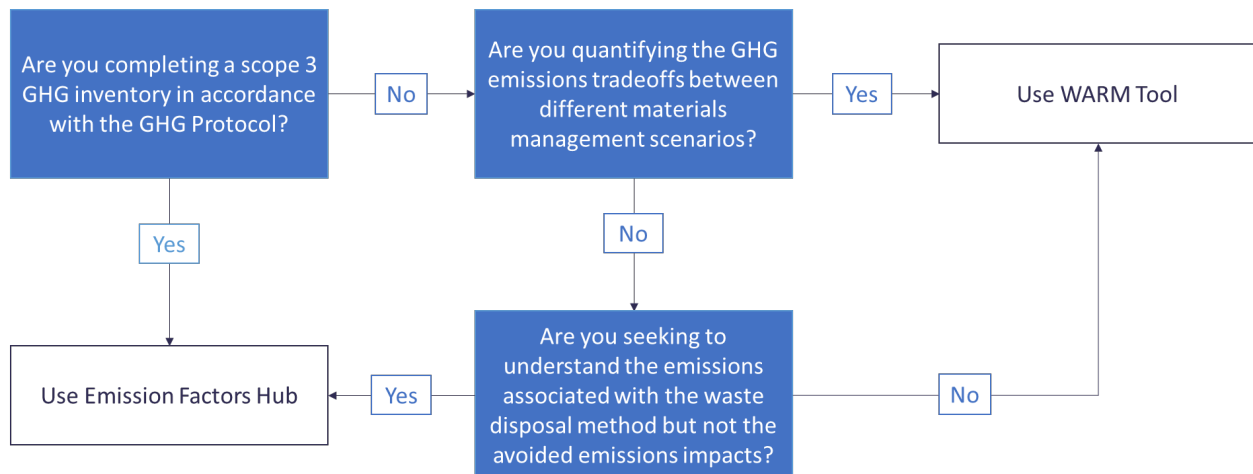 Are you completing a scope 3
GHG inventory in accordance
with the GHG Protocol?
No
Are you quantifying the GHG
emissions tradeoffs between
different materials
management scenarios?
Yes
Use WARM Tool
Yes
No
Use Emission Factors Hub
Yes
Are you seeking to
understand the emissions
associated with the waste
disposal method but not the
avoided emissions impacts?
No